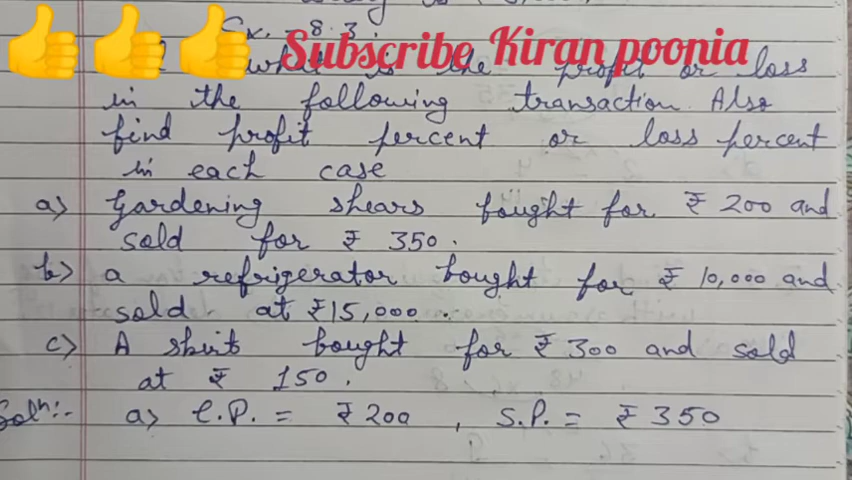 Ex. - 8.3.
Subscribe Kiran poonia
what is the profit or loss
in the following transaction. Also
find profit percent or loss percent
in each case
a) Gardening shears bought for ₹ 200 and
sold for ₹ 350.
b) a refrigerator bought for ₹ 10,000 and
sold at ₹15,000.
c) A shirt bought for ₹ 300 and sold
at ₹ 150.
Solⁿ:- a) C.P. = ₹200, S.P. = ₹350